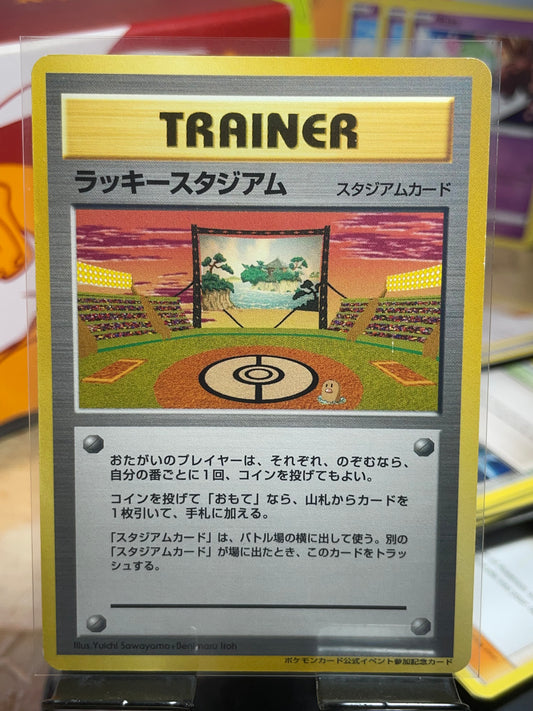 TRAINER
ラッキースタジアム スタジアムカード
おたがいのプレイヤーは、それぞれ、のぞむなら、
自分の番ごとに1回、コインを投げてもよい。
コインを投げて「おもて」なら、山札からカードを
1枚引いて、手札に加える。
「スタジアムカード」は、バトル場の横に出して使う。別の
「スタジアムカード」が場に出たとき、このカードをトラッ
シュする。
Illus. Yuichi Sawayama・Benimaru Itoh
ポケモンカード公式イベント参加記念カード